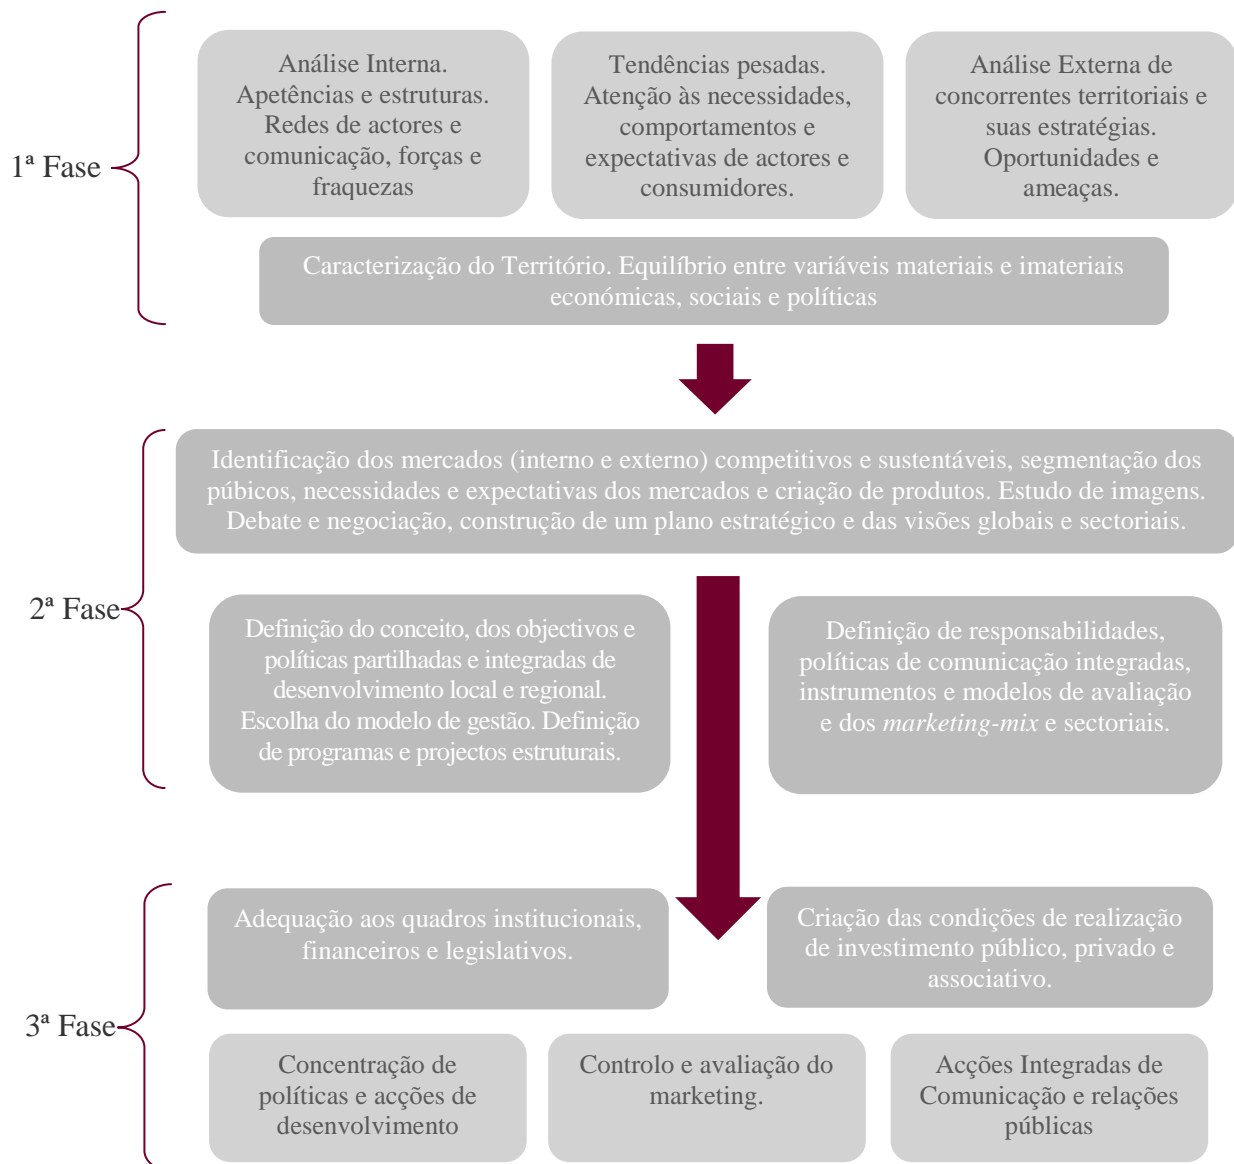 1ª Fase
Análise Interna.
Apetências e estruturas.
Redes de actores e
comunicação, forças e
fraquezas
Tendências pesadas.
Atenção às necessidades,
comportamentos e
expectativas de actores e
consumidores.
Análise Externa de
concorrentes territoriais e
suas estratégias.
Oportunidades e
ameaças.
Caracterização do Território. Equilíbrio entre variáveis materiais e imateriais
económicas, sociais e políticas
2ª Fase
Identificação dos mercados (interno e externo) competitivos e sustentáveis, segmentação dos
púbicos, necessidades e expectativas dos mercados e criação de produtos. Estudo de imagens.
Debate e negociação, construção de um plano estratégico e das visões globais e sectoriais.
Definição do conceito, dos objectivos e
políticas partilhadas e integradas de
desenvolvimento local e regional.
Escolha do modelo de gestão. Definição
de programas e projectos estruturais.
Definição de responsabilidades,
políticas de comunicação integradas,
instrumentos e modelos de avaliação
e dos marketing-mix e sectoriais.
3ª Fase
Adequação aos quadros institucionais,
financeiros e legislativos.
Criação das condições de realização
de investimento público, privado e
associativo.
Concentração de
políticas e acções de
desenvolvimento
Controlo e avaliação do
marketing.
Acções Integradas de
Comunicação e relações
públicas